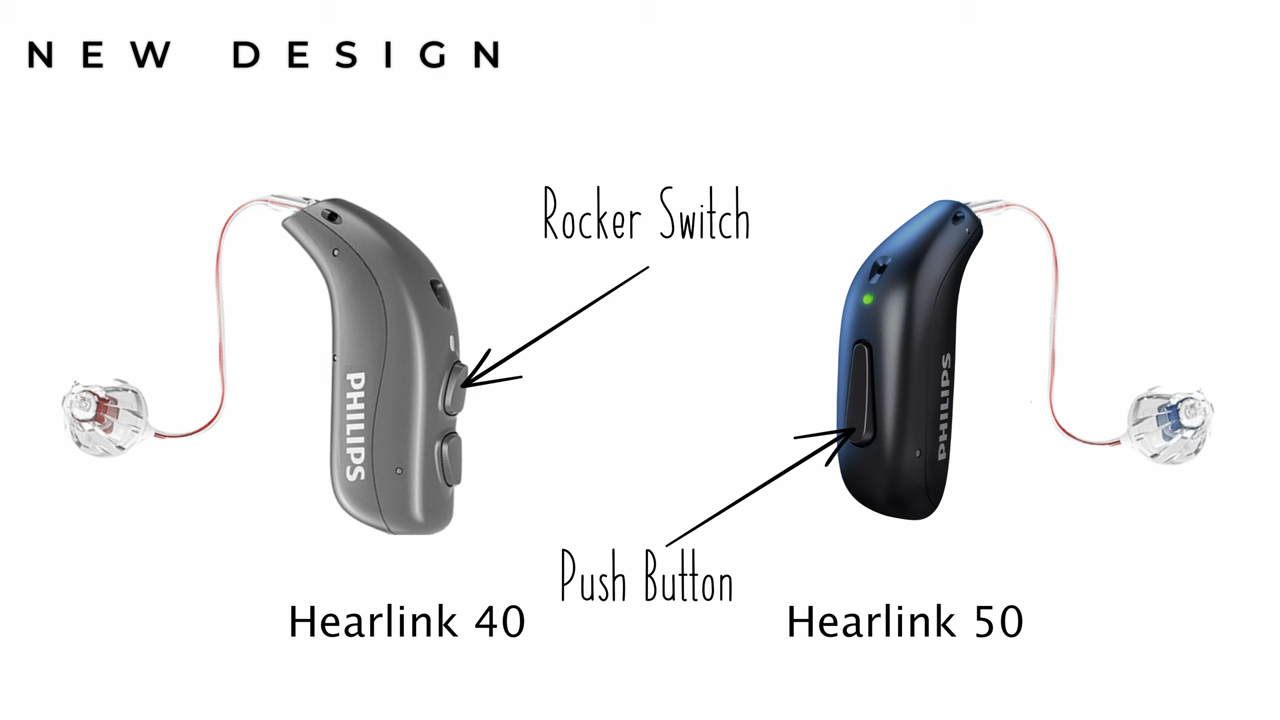 NEW DESIGN
Rocker Switch
PHILIPS
PHILIPS
Push Button
Hearlink 40
Hearlink 50